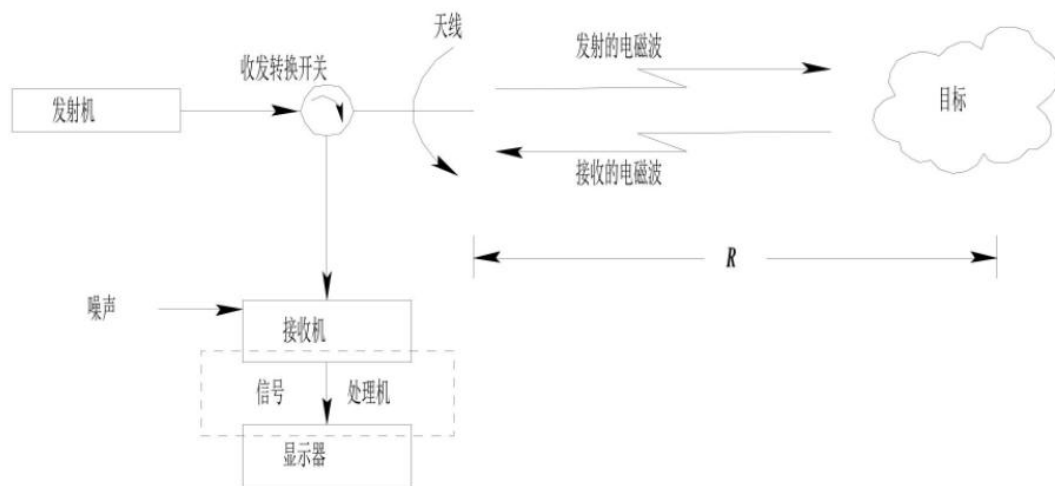 天线
发射的电磁波
收发转换开关
发射机
目标
接收的电磁波
R
噪声
接收机
信号 处理机
显示器